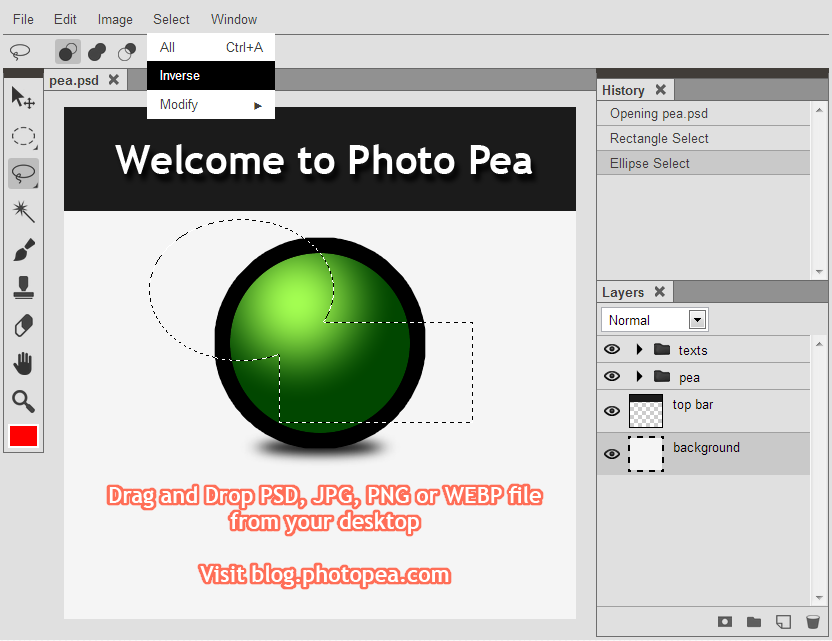 File Edit Image Select Window
All Ctrl+A
Inverse
Modify
pea.psd
Welcome to Photo Pea
Drag and Drop PSD, JPG, PNG or WEBP file
from your desktop
Visit blog.photopea.com
History
Opening pea.psd
Rectangle Select
Ellipse Select
Layers
Normal
texts
pea
top bar
background